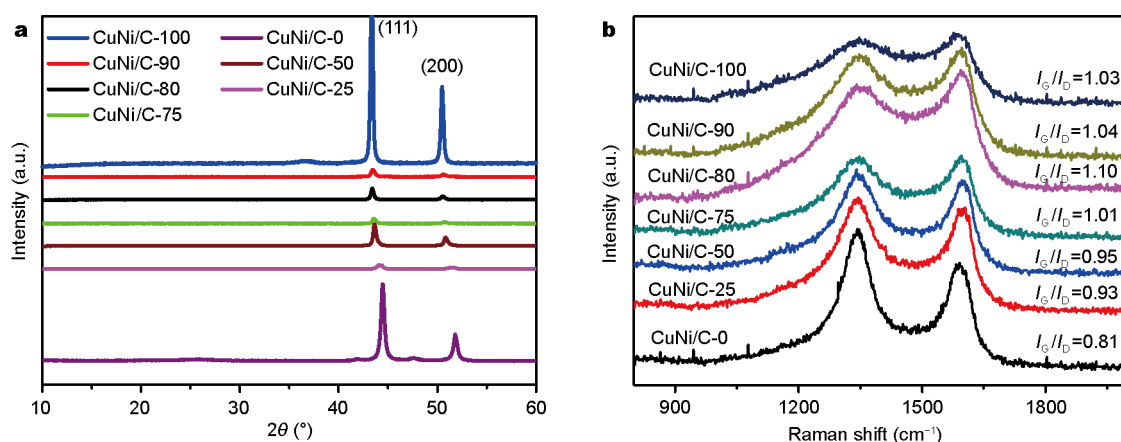 a
CuNi/C-100
CuNi/C-90
CuNi/C-80
CuNi/C-75
CuNi/C-0
CuNi/C-50
CuNi/C-25
(111)
(200)
Intensity (a.u.)
10 20 30 40 50 60
2θ (°)
b
CuNi/C-100 I_G/I_D=1.03
CuNi/C-90 I_G/I_D=1.04
CuNi/C-80 I_G/I_D=1.10
CuNi/C-75 I_G/I_D=1.01
CuNi/C-50 I_G/I_D=0.95
CuNi/C-25 I_G/I_D=0.93
CuNi/C-0 I_G/I_D=0.81
Intensity (a.u.)
900 1200 1500 1800
Raman shift (cm⁻¹)